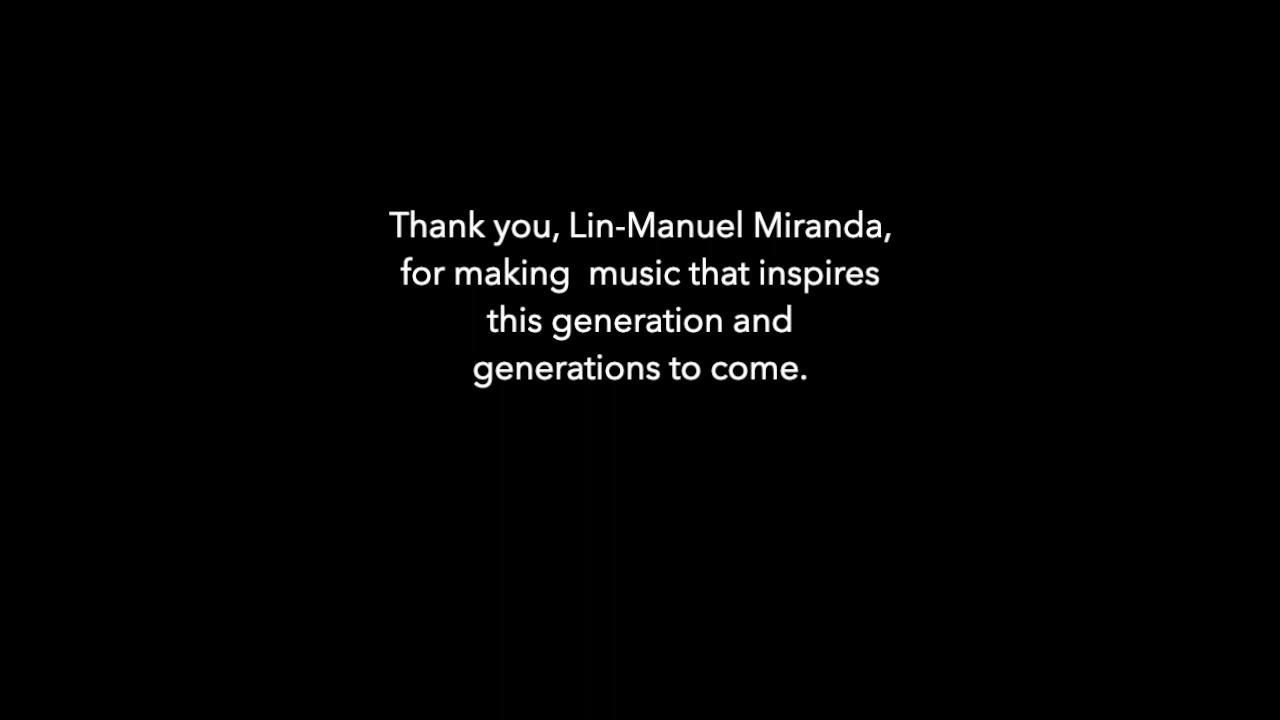 Thank you, Lin-Manuel Miranda,
for making  music that inspires
this generation and
generations to come.